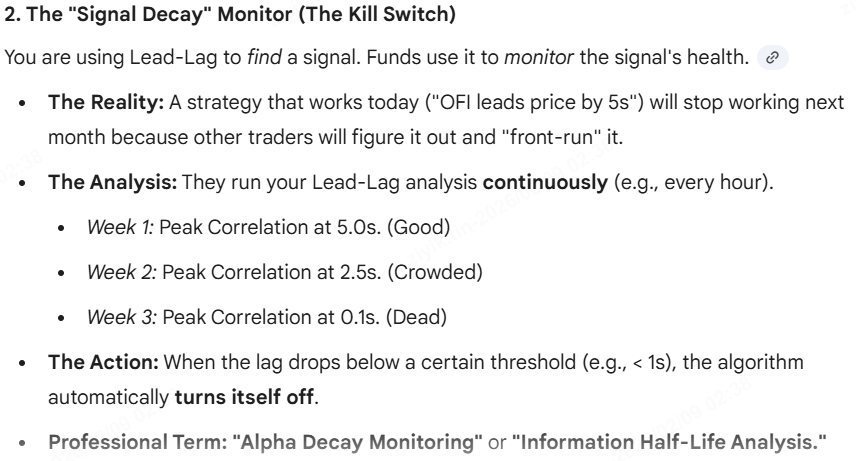 2. The "Signal Decay" Monitor (The Kill Switch)
You are using Lead-Lag to find a signal. Funds use it to monitor the signal's health.
• The Reality: A strategy that works today ("OFI leads price by 5s") will stop working next
month because other traders will figure it out and "front-run" it.
• The Analysis: They run your Lead-Lag analysis continuously (e.g., every hour).
• Week 1: Peak Correlation at 5.0s. (Good)
• Week 2: Peak Correlation at 2.5s. (Crowded)
• Week 3: Peak Correlation at 0.1s. (Dead)
• The Action: When the lag drops below a certain threshold (e.g., < 1s), the algorithm
automatically turns itself off.
• Professional Term: "Alpha Decay Monitoring" or "Information Half-Life Analysis."